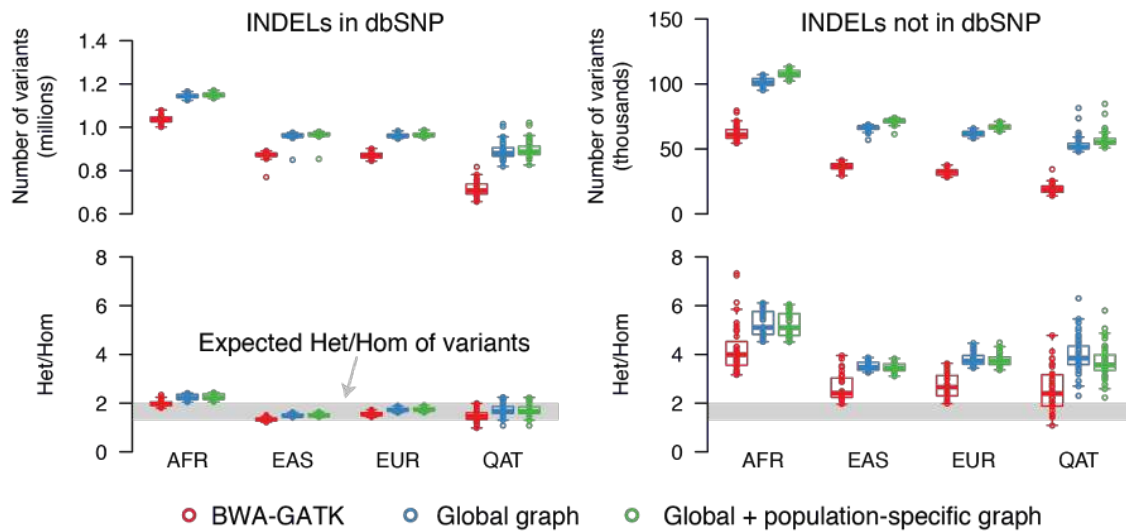 INDELs in dbSNP
Number of variants
(millions)
1.4
1.2
1.0
0.8
0.6
INDELs not in dbSNP
Number of variants
(thousands)
150
100
50
0
Het/Hom
8
6
4
2
0
Expected Het/Hom of variants
AFR EAS EUR QAT
Het/Hom
8
6
4
2
0
AFR EAS EUR QAT
BWA-GATK Global graph Global + population-specific graph